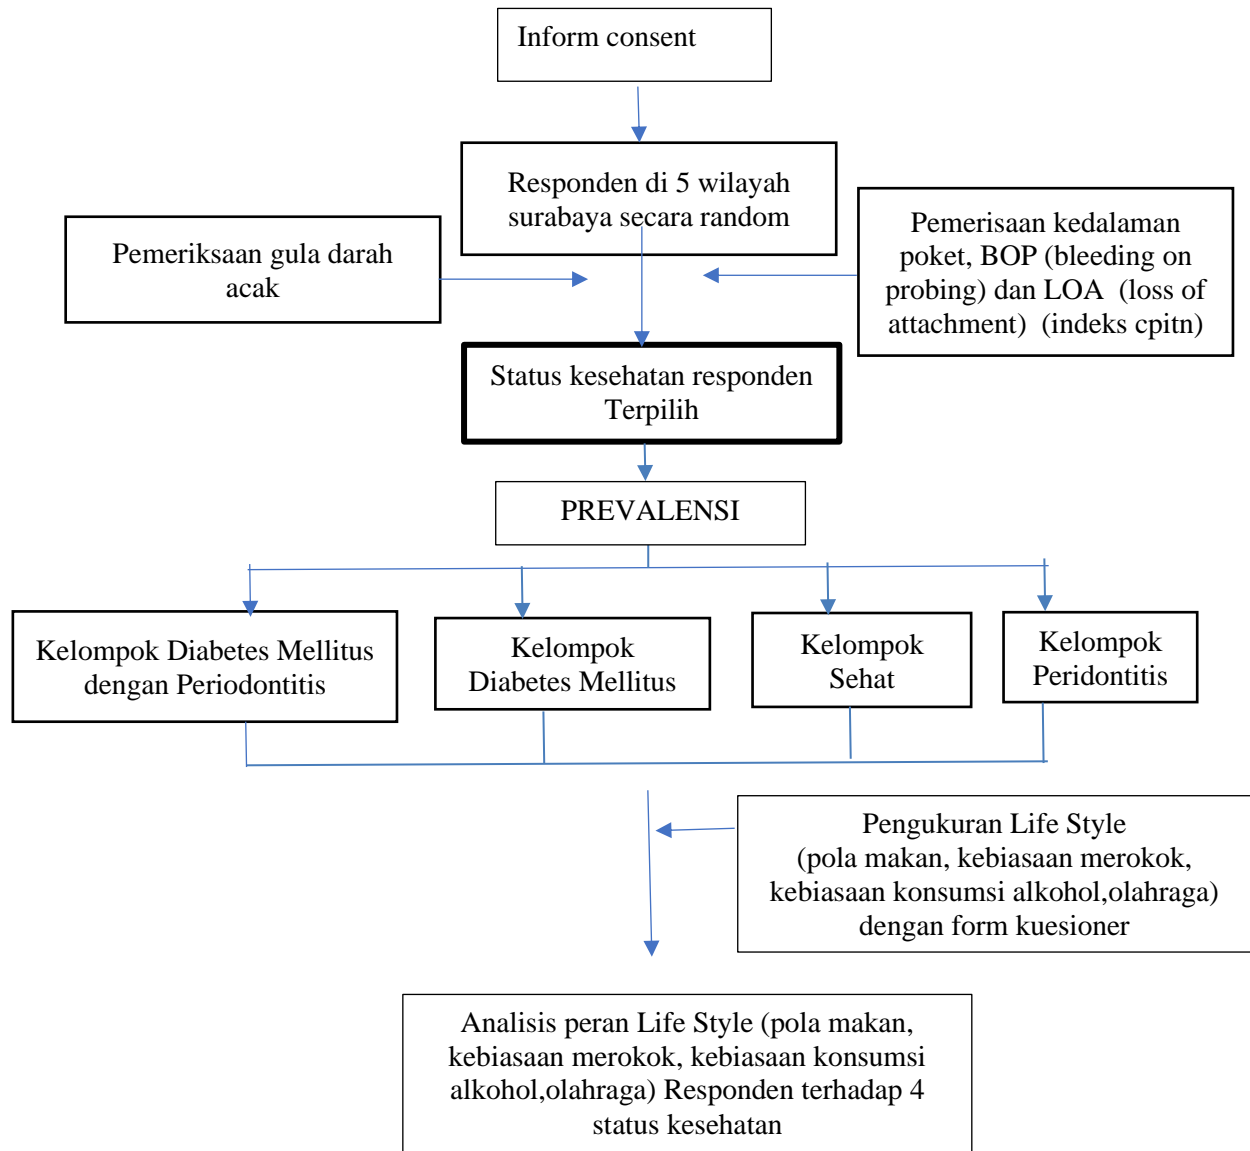 Inform consent
Responden di 5 wilayah
surabaya secara random
Pemeriksaan gula darah
acak
Pemerisaan kedalaman
poket, BOP (bleeding on
probing) dan LOA (loss of
attachment) (indeks cpitn)
Status kesehatan responden
Terpilih
PREVALENSI
Kelompok Diabetes Mellitus
dengan Periodontitis
Kelompok
Diabetes Mellitus
Kelompok
Sehat
Kelompok
Peridontitis
Pengukuran Life Style
(pola makan, kebiasaan merokok,
kebiasaan konsumsi alkohol,olahraga)
dengan form kuesioner
Analisis peran Life Style (pola makan,
kebiasaan merokok, kebiasaan konsumsi
alkohol,olahraga) Responden terhadap 4
status kesehatan